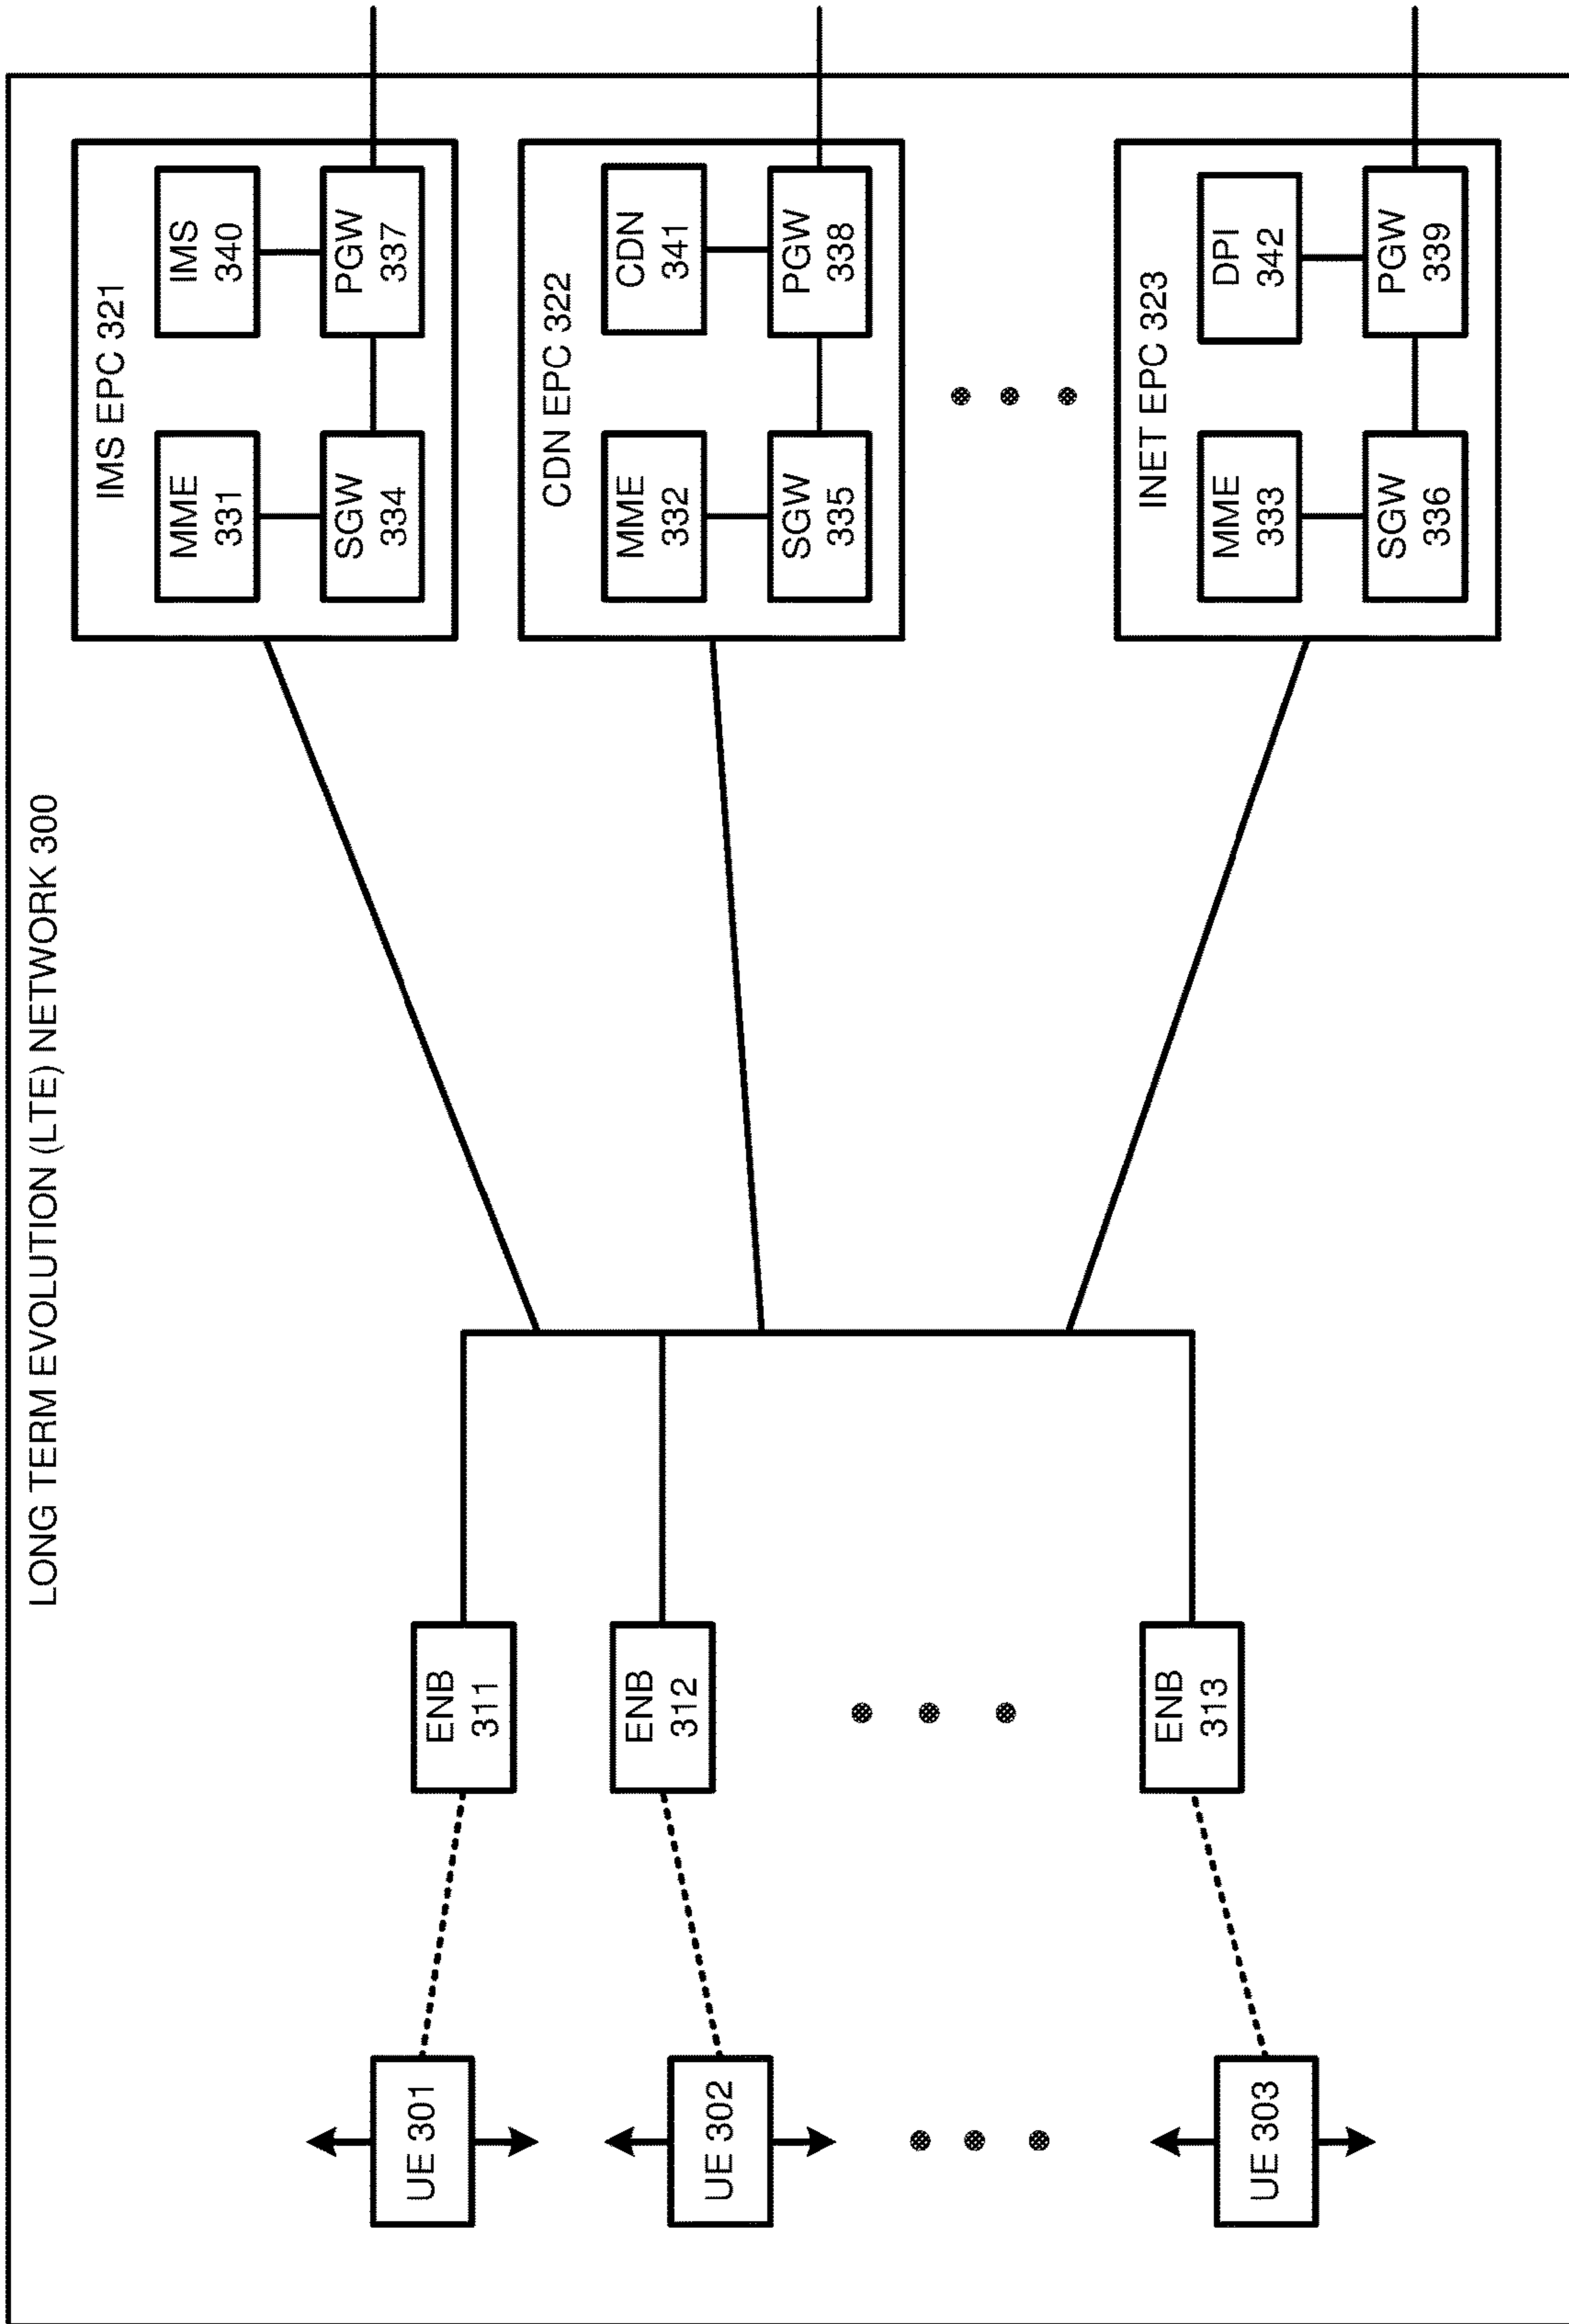 LONG TERM EVOLUTION (LTE) NETWORK 300
UE 301
UE 302
UE 303
ENB
311
ENB
312
ENB
313
IMS EPC 321
MME
331
IMS
340
SGW
334
PGW
337
CDN EPC 322
MME
332
CDN
341
SGW
335
PGW
338
INET EPC 323
MME
333
DPI
342
SGW
336
PGW
339